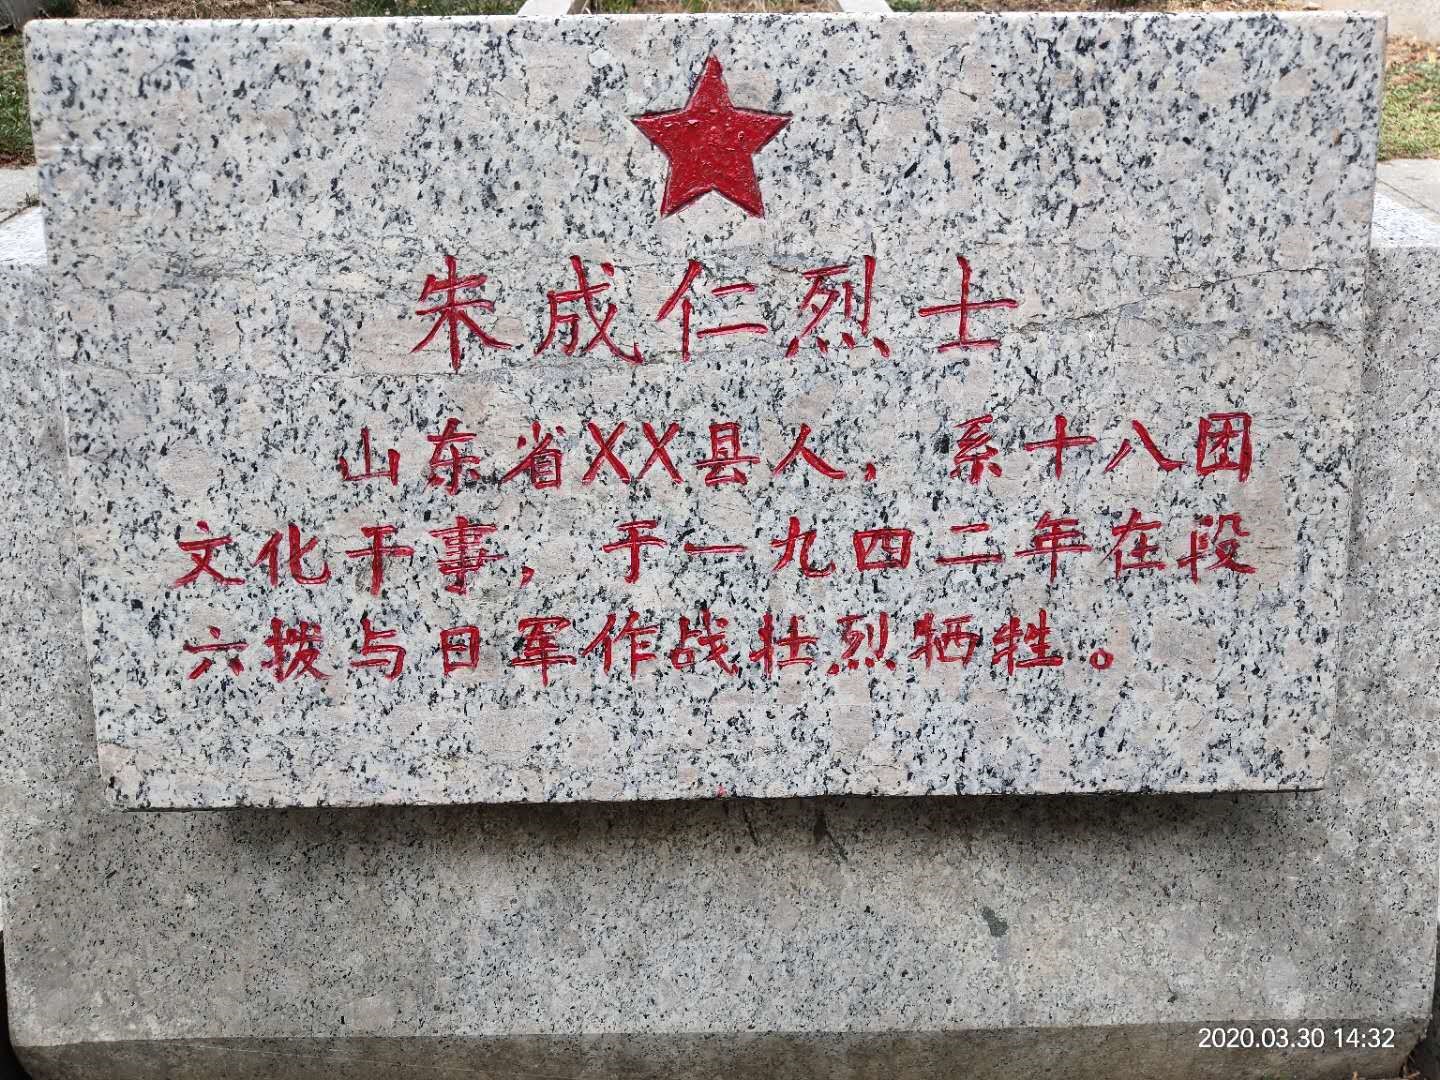 朱成仁烈士
山东省XX县人，系十八团
文化干事，于一九四二年在段
六拨与日军作战壮烈牺牲。
2020.03.30 14:32